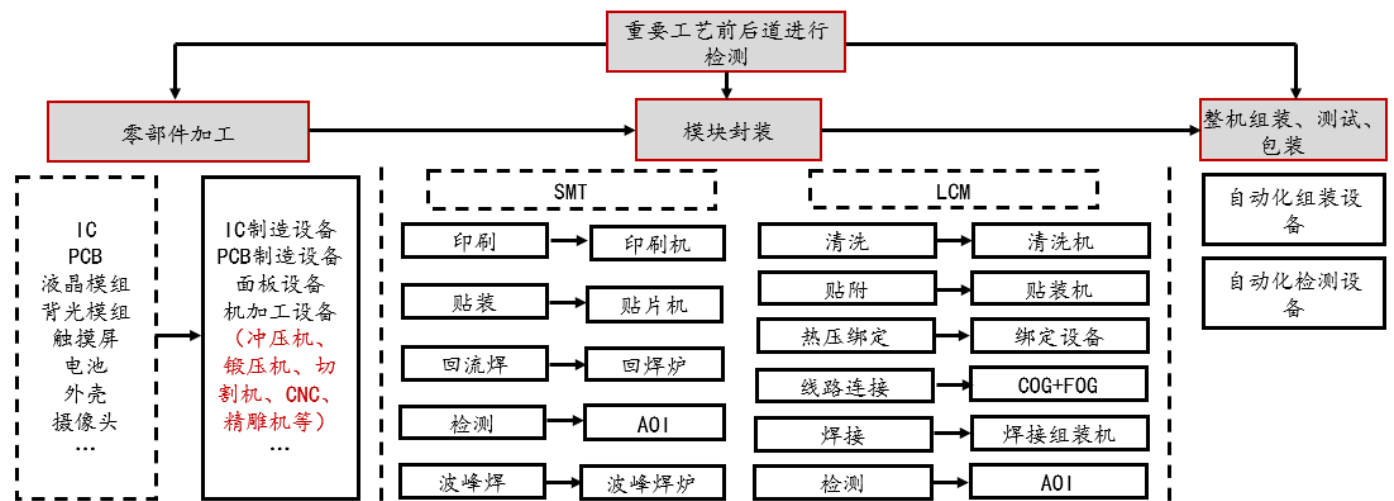 重要工艺前后道进行
检测
零部件加工
模块封装
整机组装、测试、
包装
IC
PCB
液晶模组
背光模组
触摸屏
电池
外壳
摄像头
…
IC制造设备
PCB制造设备
面板设备
机加工设备
（冲压机、
锻压机、切
割机、CNC、
精雕机等）
…
SMT
印刷
印刷机
贴装
贴片机
回流焊
回焊炉
检测
AOI
波峰焊
波峰焊炉
LCM
清洗
清洗机
贴附
贴装机
热压绑定
绑定设备
线路连接
COG+FOG
焊接
焊接组装机
检测
AOI
自动化组装设
备
自动化检测设
备